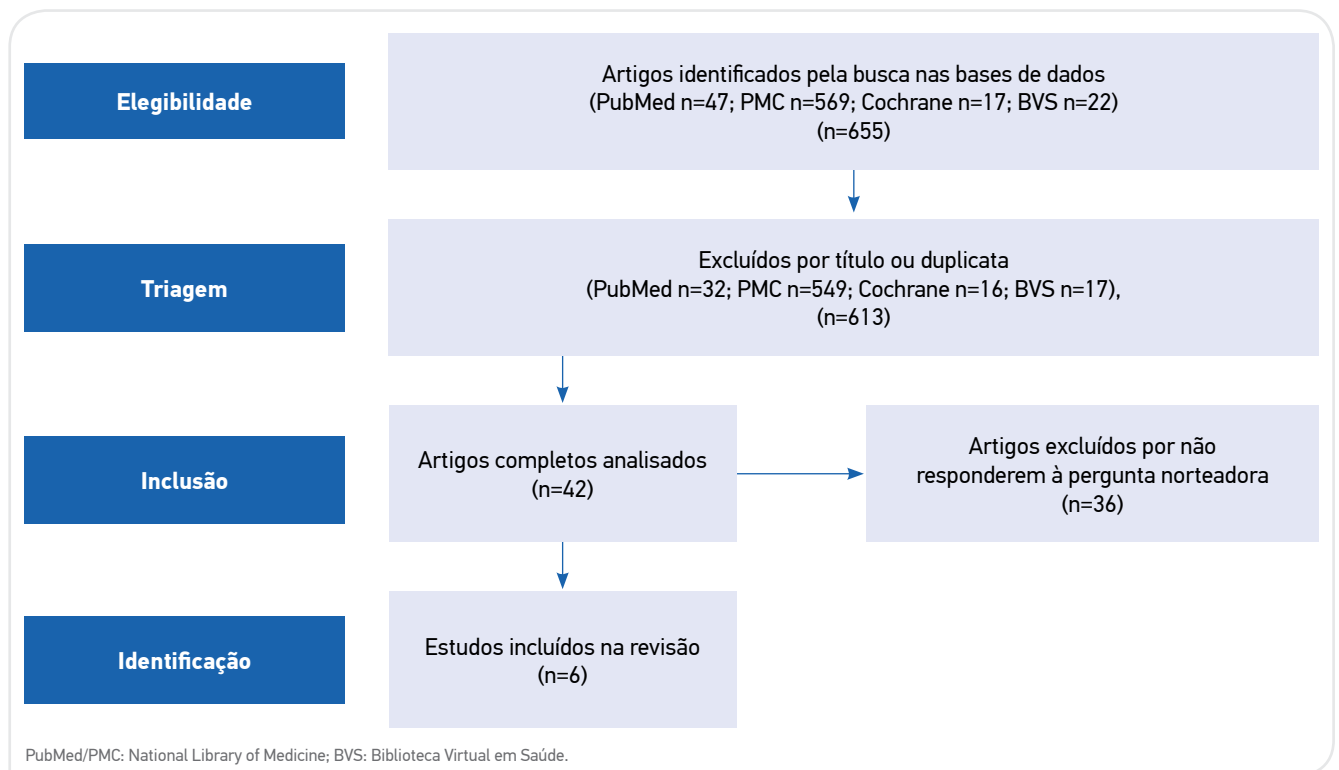 Elegibilidade
Artigos identificados pela busca nas bases de dados
(PubMed n=47; PMC n=569; Cochrane n=17; BVS n=22)
(n=655)
Triagem
Excluídos por título ou duplicata
(PubMed n=32; PMC n=549; Cochrane n=16; BVS n=17),
(n=613)
Inclusão
Artigos completos analisados
(n=42)
Artigos excluídos por não
responderem à pergunta norteadora
(n=36)
Identificação
Estudos incluídos na revisão
(n=6)
PubMed/PMC: National Library of Medicine; BVS: Biblioteca Virtual em Saúde.